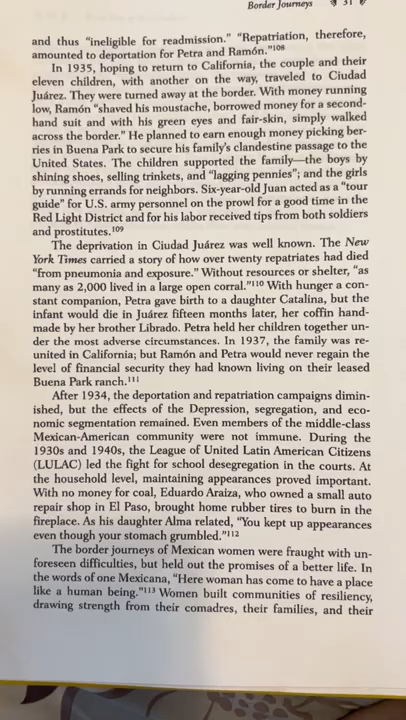 Border Journeys 31
and thus "ineligible for readmission." "Repatriation, therefore,
amounted to deportation for Petra and Ramón."108
In 1935, hoping to return to California, the couple and their
eleven children, with another on the way, traveled to Ciudad
Juárez. They were turned away at the border. With money running
low, Ramón "shaved his moustache, borrowed money for a second-
hand suit and with his green eyes and fair-skin, simply walked
across the border." He planned to earn enough money picking ber-
ries in Buena Park to secure his family's clandestine passage to the
United States. The children supported the family—the boys by
shining shoes, selling trinkets, and "lagging pennies"; and the girls
by running errands for neighbors. Six-year-old Juan acted as a "tour
guide" for U.S. army personnel on the prowl for a good time in the
Red Light District and for his labor received tips from both soldiers
and prostitutes.109
The deprivation in Ciudad Juárez was well known. The New
York Times carried a story of how over twenty repatriates had died
"from pneumonia and exposure." Without resources or shelter, "as
many as 2,000 lived in a large open corral."110 With hunger a con-
stant companion, Petra gave birth to a daughter Catalina, but the
infant would die in Juárez fifteen months later, her coffin hand-
made by her brother Librado. Petra held her children together un-
der the most adverse circumstances. In 1937, the family was re-
united in California; but Ramón and Petra would never regain the
level of financial security they had known living on their leased
Buena Park ranch.111
After 1934, the deportation and repatriation campaigns dimin-
ished, but the effects of the Depression, segregation, and eco-
nomic segmentation remained. Even members of the middle-class
Mexican-American community were not immune. During the
1930s and 1940s, the League of United Latin American Citizens
(LULAC) led the fight for school desegregation in the courts. At
the household level, maintaining appearances proved important.
With no money for coal, Eduardo Araiza, who owned a small auto
repair shop in El Paso, brought home rubber tires to burn in the
fireplace. As his daughter Alma related, "You kept up appearances
even though your stomach grumbled."112
The border journeys of Mexican women were fraught with un-
foreseen difficulties, but held out the promises of a better life. In
the words of one Mexicana, "Here woman has come to have a place
like a human being."113 Women built communities of resiliency,
drawing strength from their comadres, their families, and their